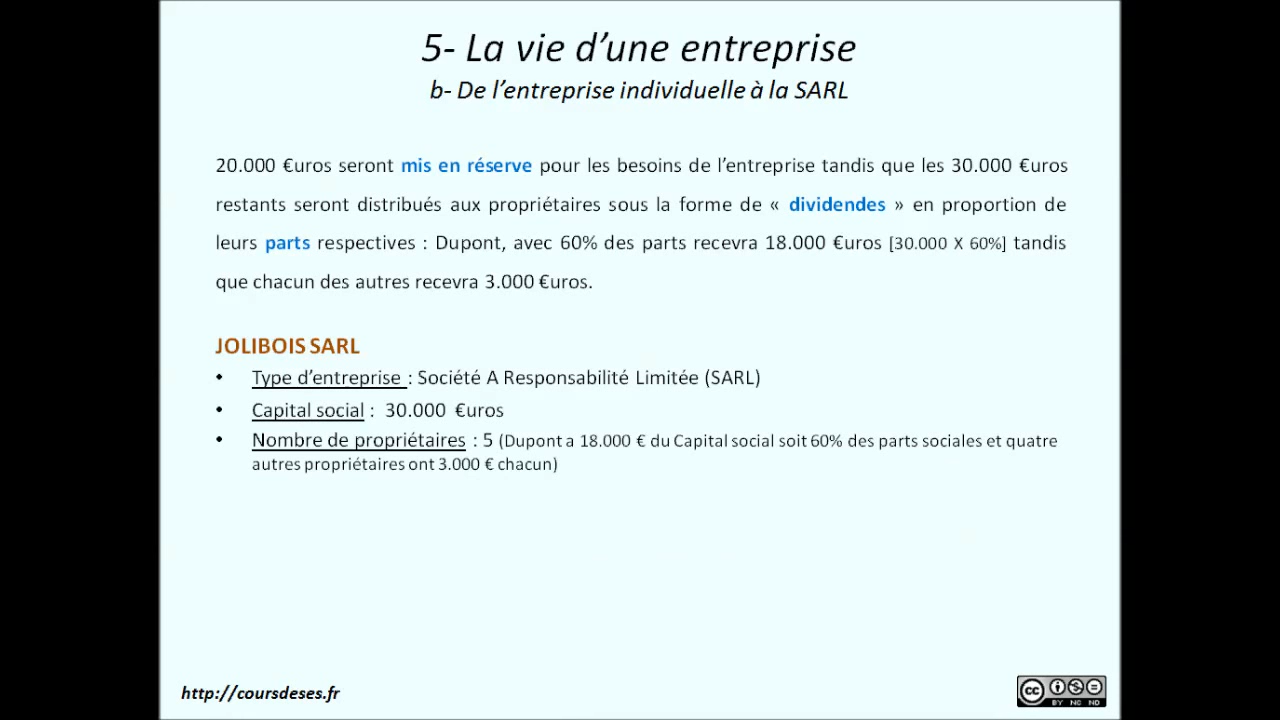 5- La vie d’une entreprise
b- De l’entreprise individuelle à la SARL
20.000 €uros seront mis en réserve pour les besoins de l’entreprise tandis que les 30.000 €uros
restants seront distribués aux propriétaires sous la forme de « dividendes » en proportion de
leurs parts respectives : Dupont, avec 60% des parts recevra 18.000 €uros [30.000 X 60%] tandis
que chacun des autres recevra 3.000 €uros.
JOLIBOIS SARL
• Type d’entreprise : Société A Responsabilité Limitée (SARL)
• Capital social : 30.000 €uros
• Nombre de propriétaires : 5 (Dupont a 18.000 € du Capital social soit 60% des parts sociales et quatre
autres propriétaires ont 3.000 € chacun)
http://coursdeses.fr
cc BY NC ND